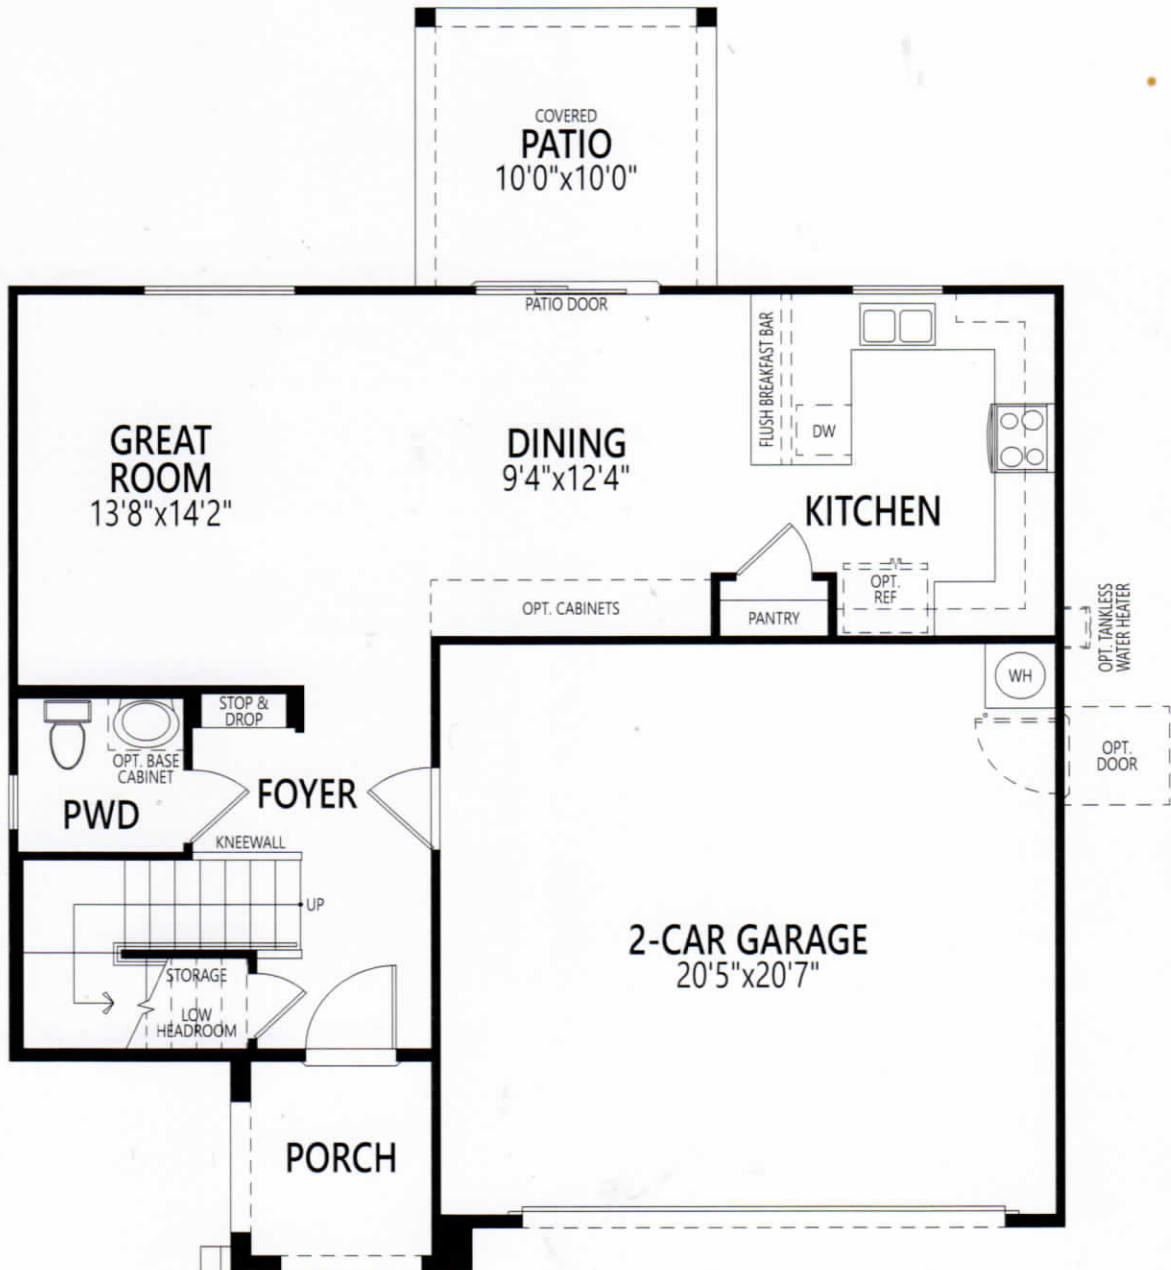 COVERED
PATIO
10'0"x10'0"
PATIO DOOR
FLUSH BREAKFAST BAR
DW
GREAT
ROOM
13'8"x14'2"
DINING
9'4"x12'4"
KITCHEN
OPT. CABINETS
PANTRY
OPT.
REF
OPT. TANKLESS
WATER HEATER
WH
OPT.
DOOR
STOP &
DROP
OPT. BASE
CABINET
PWD
FOYER
KNEEWALL
UP
STORAGE
LOW
HEADROOM
2-CAR GARAGE
20'5"x20'7"
PORCH